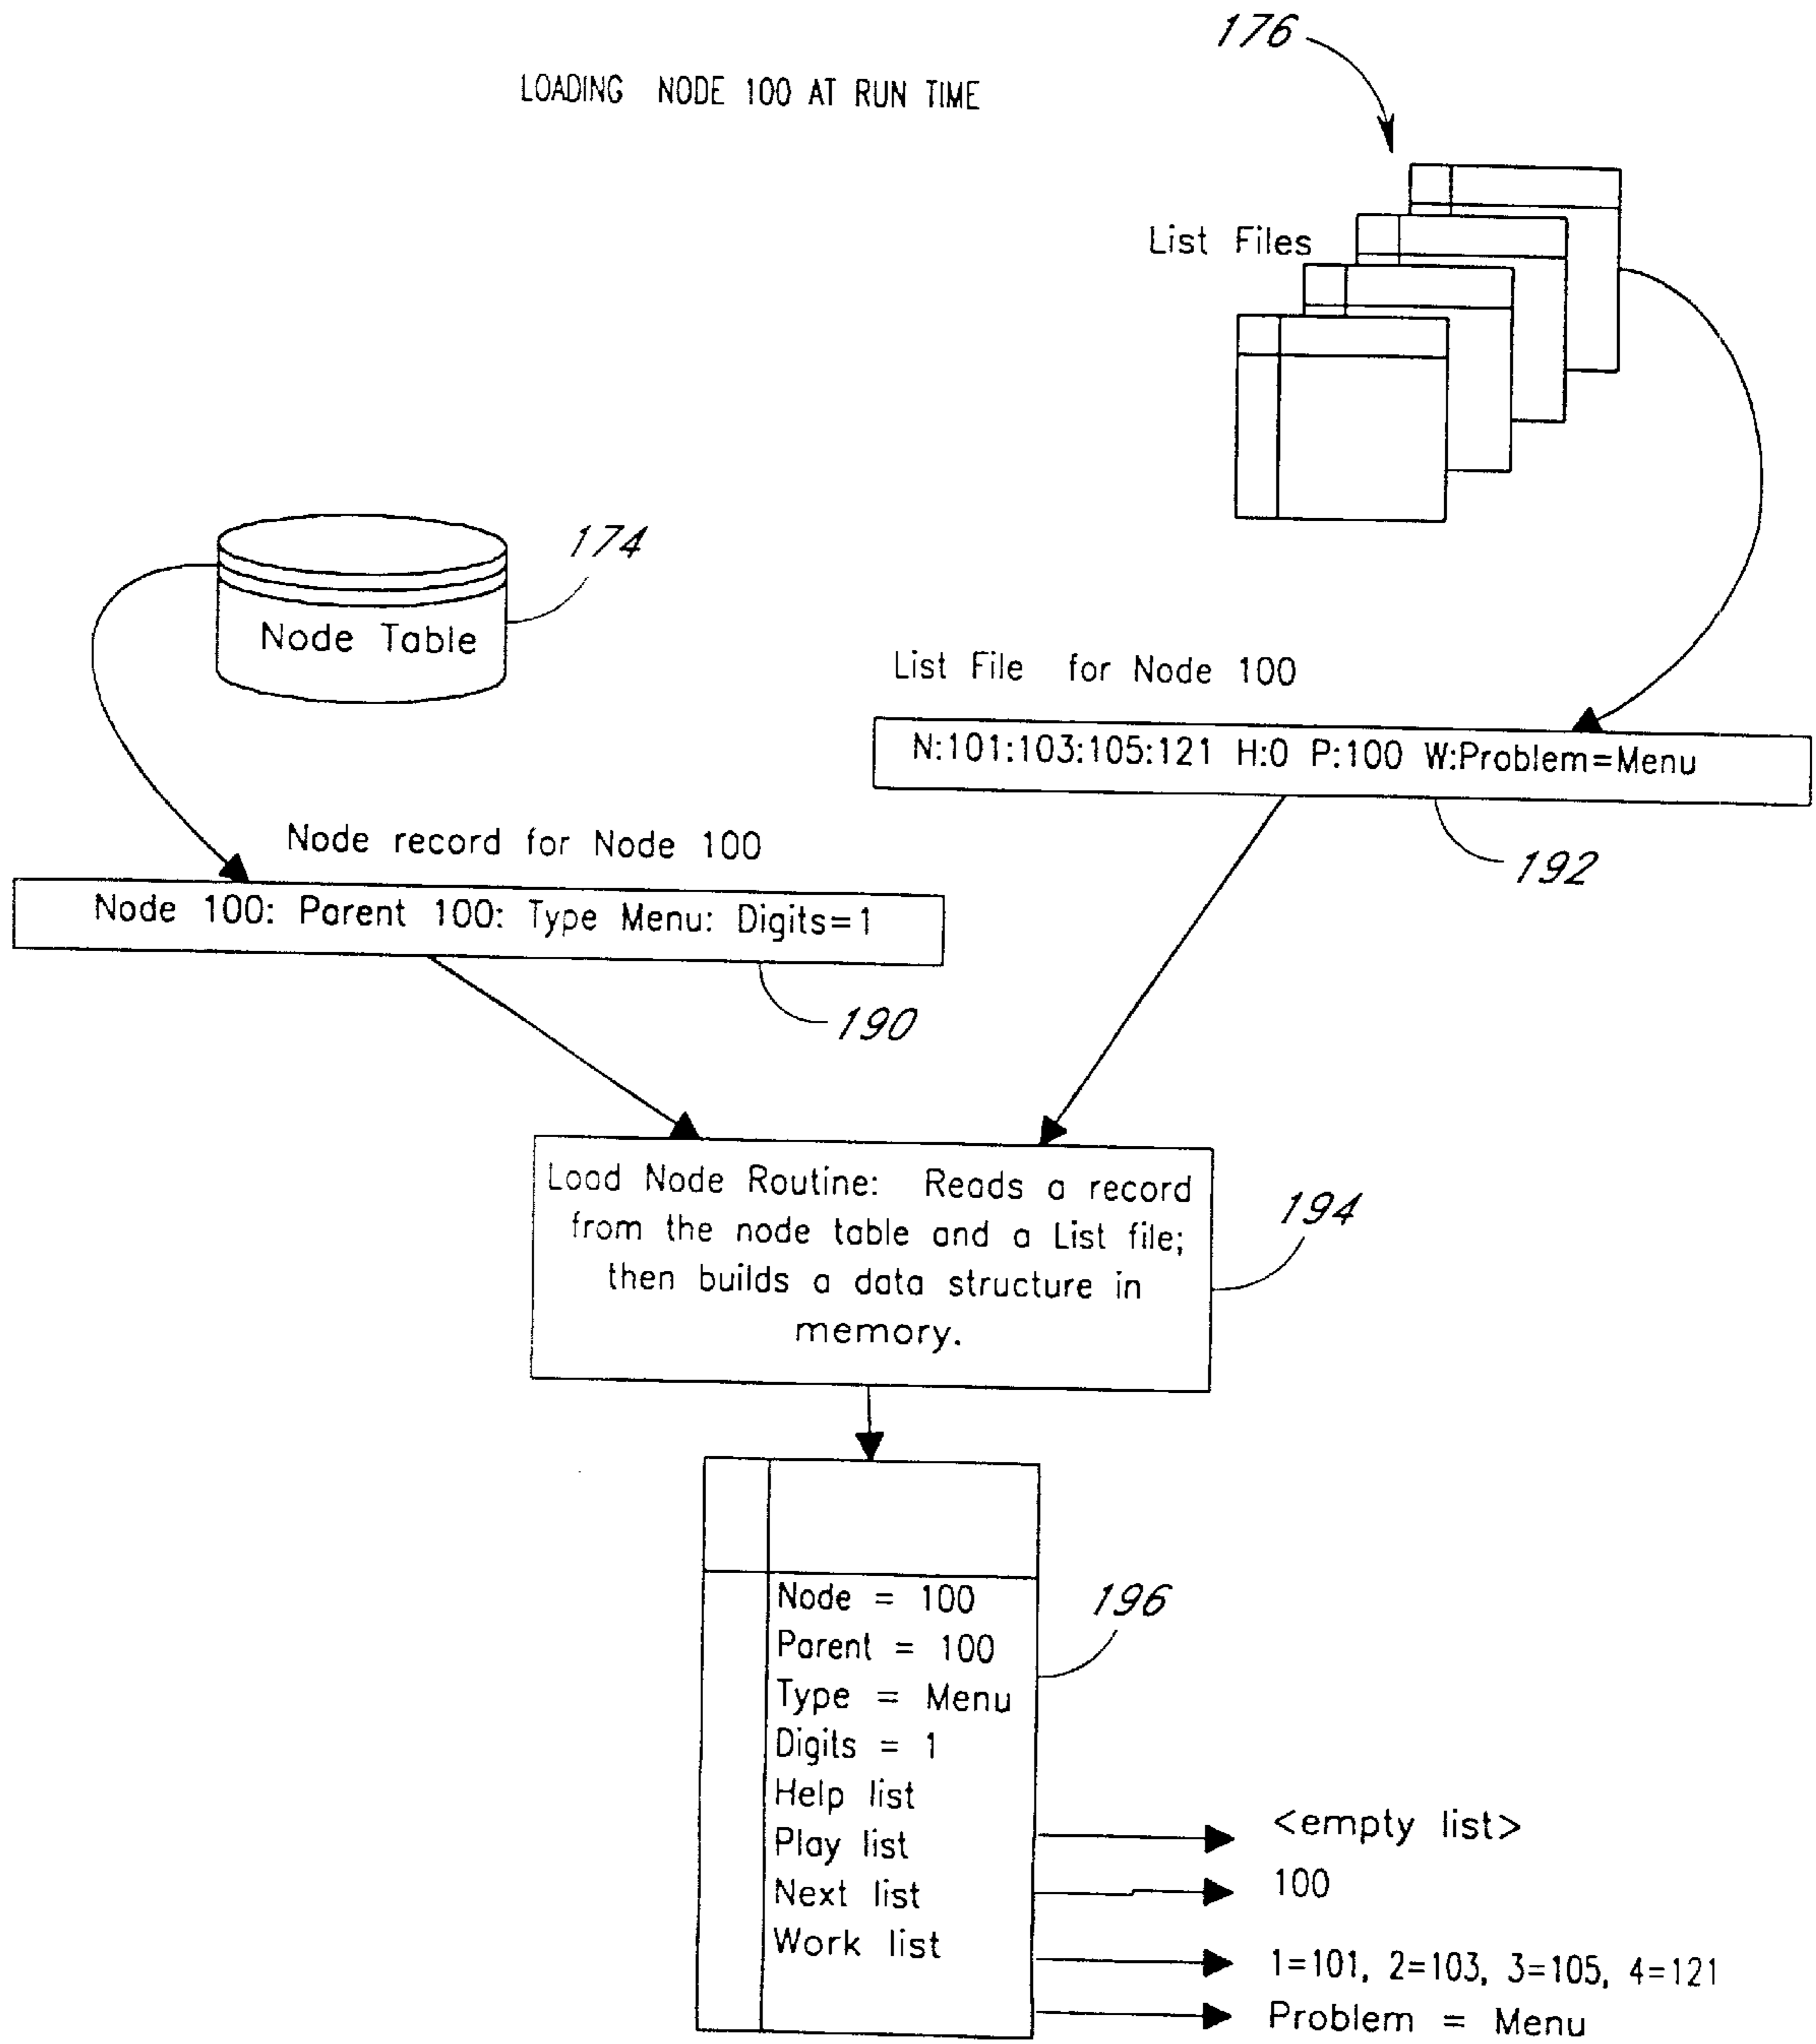 176
LOADING NODE 100 AT RUN TIME
List Files
174
Node Table
List File for Node 100
N:101:103:105:121 H:0 P:100 W:Problem=Menu
192
Node record for Node 100
Node 100: Parent 100: Type Menu: Digits=1
190
Load Node Routine: Reads a record
from the node table and a List file;
then builds a data structure in
memory.
194
Node = 100
Parent = 100
Type = Menu
Digits = 1
Help list
Play list
Next list
Work list
196
<empty list>
100
1=101, 2=103, 3=105, 4=121
Problem = Menu